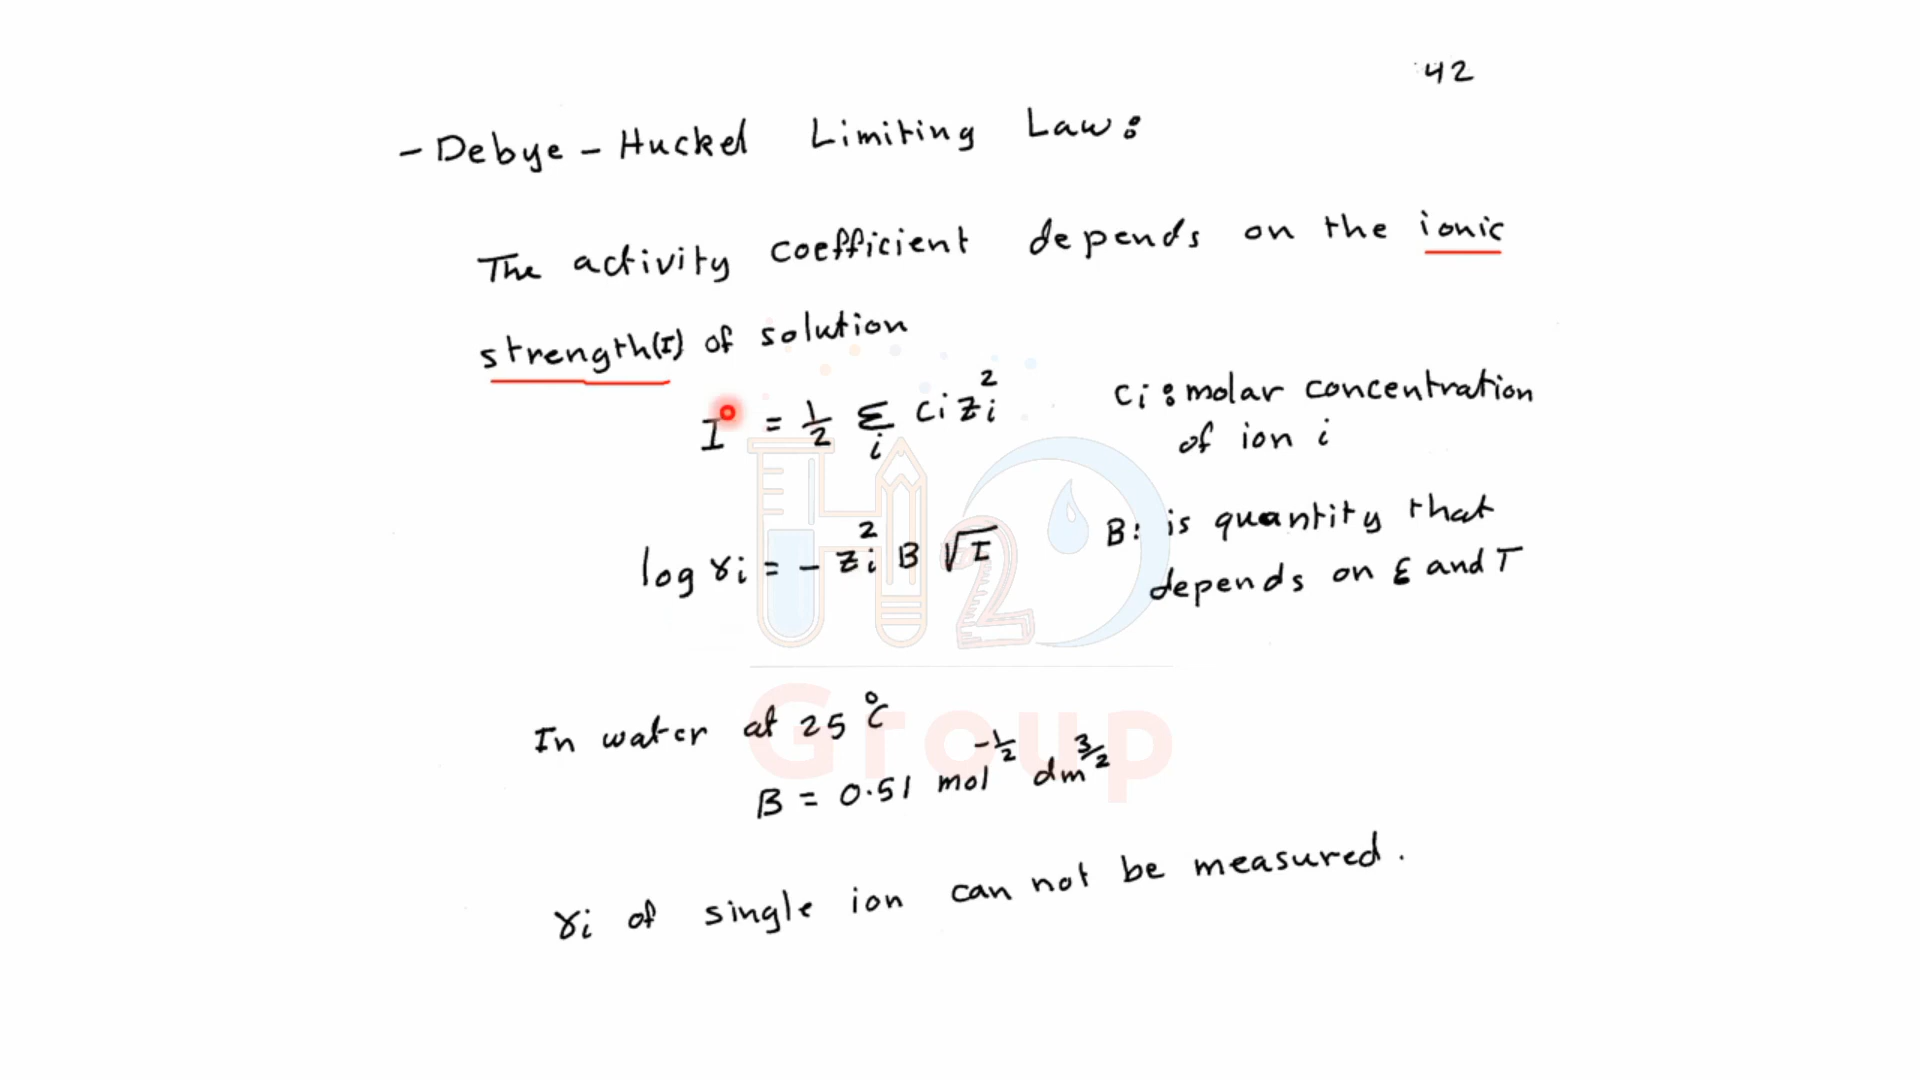 42
- Debye - Huckel Limiting Law:
The activity coefficient depends on the ionic
strength(I) of solution
I = 1/2 Σi ci zi²
ci : molar concentration
of ion i
log γi = - zi² B √I
B: is quantity that
depends on ε and T
H2O
Group
In water at 25 °C
B = 0.51 mol^-1/2 dm^3/2
γi of single ion can not be measured.